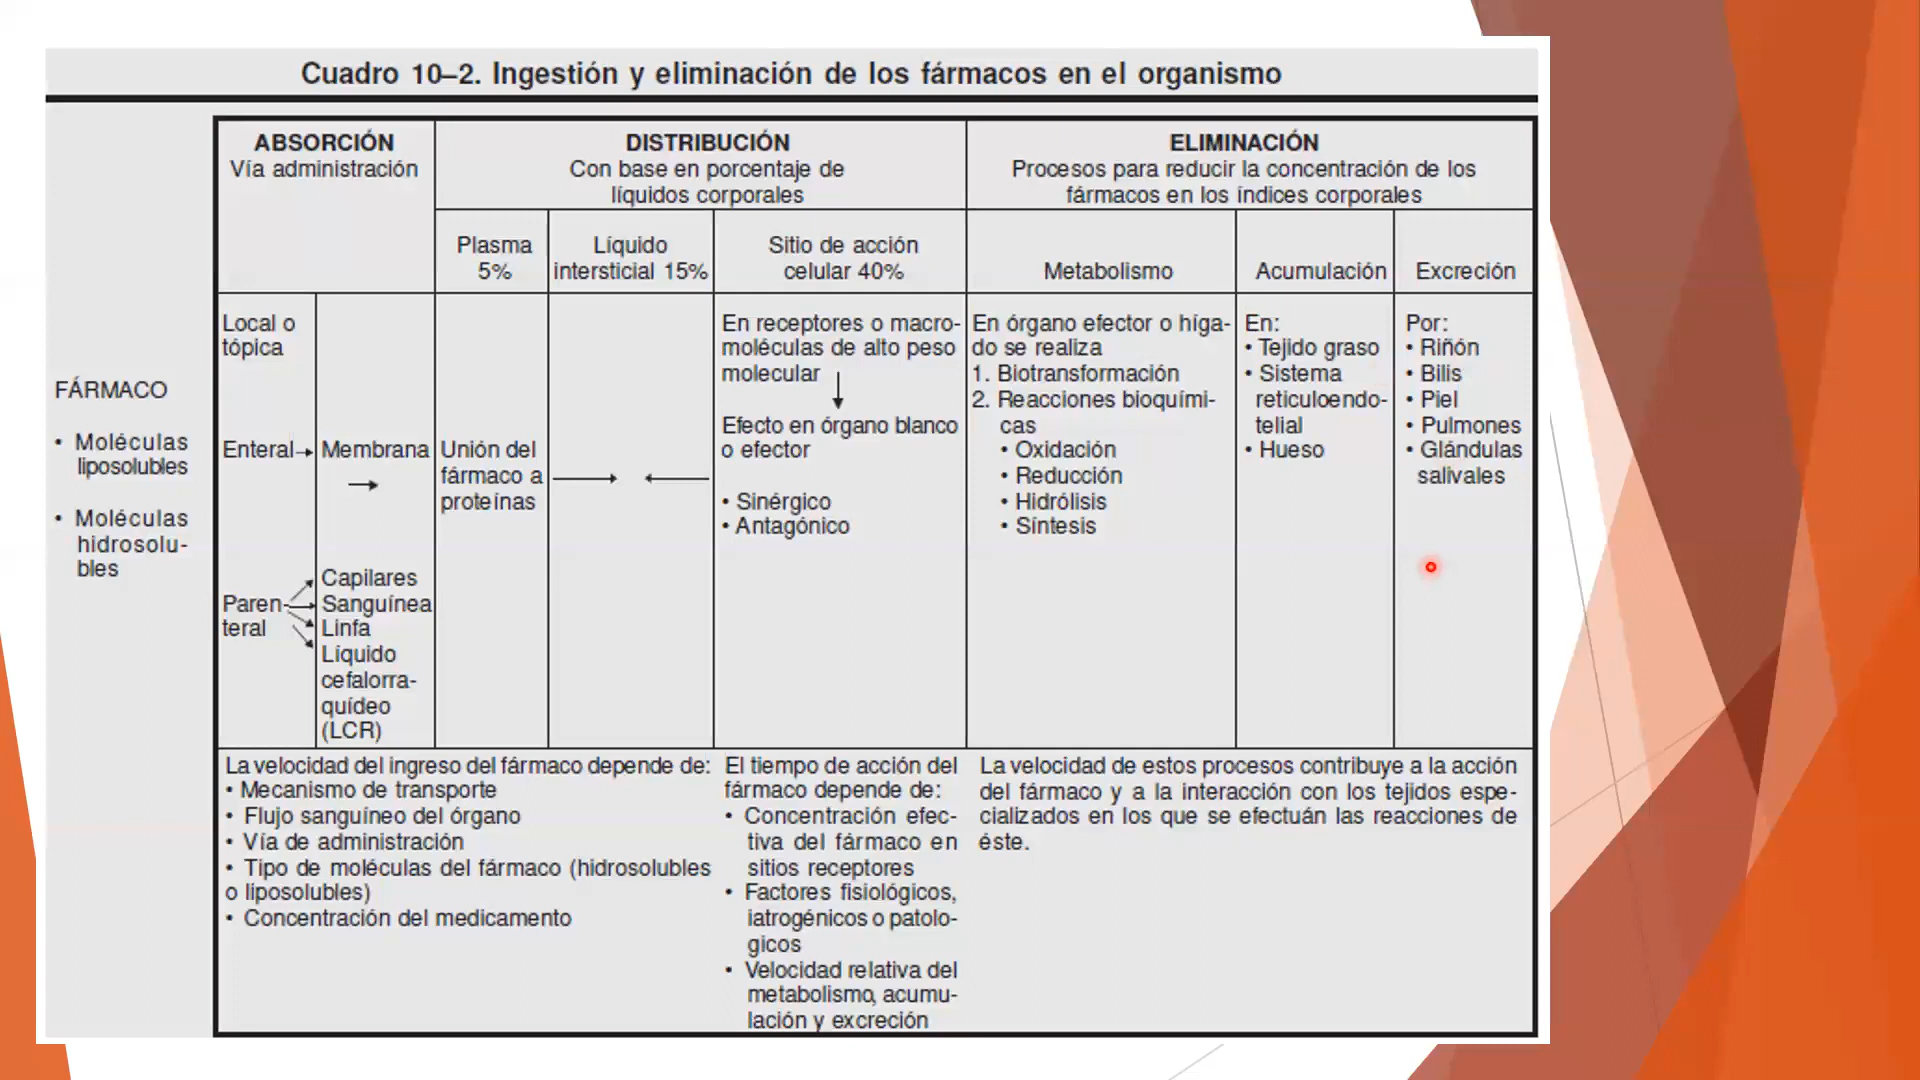 Cuadro 10–2. Ingestión y eliminación de los fármacos en el organismo
FÁRMACO
• Moléculas
liposolubles
• Moléculas
hidrosolu-
bles
ABSORCIÓN
Vía administración
DISTRIBUCIÓN
Con base en porcentaje de
líquidos corporales
ELIMINACIÓN
Procesos para reducir la concentración de los
fármacos en los índices corporales
Plasma
5%
Líquido
intersticial 15%
Sitio de acción
celular 40%
Metabolismo
Acumulación
Excreción
Local o
tópica
Enteral
Paren-
teral
Membrana
Capilares
Sanguínea
Linfa
Líquido
cefalorra-
quídeo
(LCR)
Unión del
fármaco a
proteínas
En receptores o macro-
moléculas de alto peso
molecular
Efecto en órgano blanco
o efector
• Sinérgico
• Antagónico
En órgano efector o híga-
do se realiza
1. Biotransformación
2. Reacciones bioquími-
cas
• Oxidación
• Reducción
• Hidrólisis
• Síntesis
En:
• Tejido graso
• Sistema
reticuloendo-
telial
• Hueso
Por:
• Riñón
• Bilis
• Piel
• Pulmones
• Glándulas
salivales
La velocidad del ingreso del fármaco depende de:
• Mecanismo de transporte
• Flujo sanguíneo del órgano
• Vía de administración
• Tipo de moléculas del fármaco (hidrosolubles
o liposolubles)
• Concentración del medicamento
El tiempo de acción del
fármaco depende de:
• Concentración efec-
tiva del fármaco en
sitios receptores
• Factores fisiológicos,
iatrogénicos o patolo-
gicos
• Velocidad relativa del
metabolismo, acumu-
lación y excreción
La velocidad de estos procesos contribuye a la acción
del fármaco y a la interacción con los tejidos espe-
cializados en los que se efectuán las reacciones de
éste.